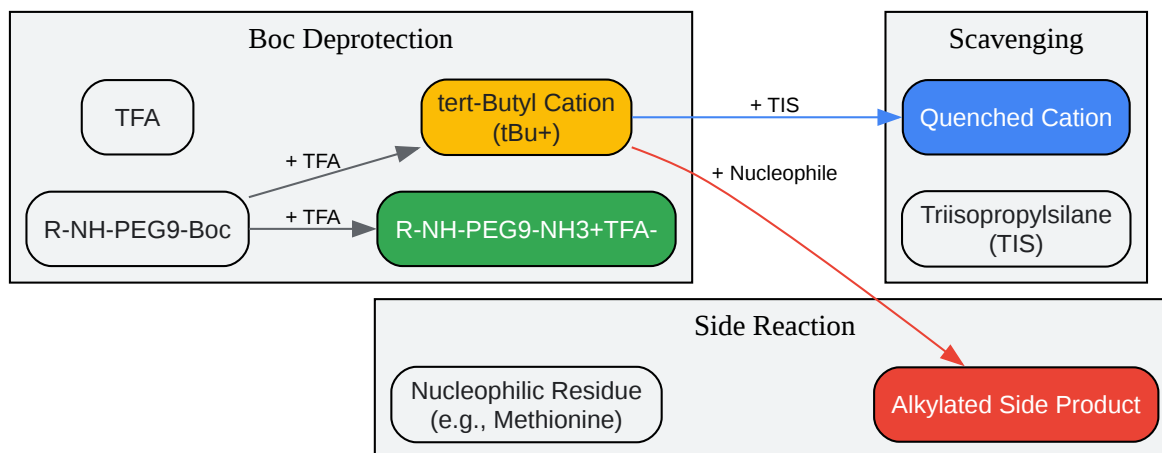 Boc Deprotection
Scavenging
TFA
tert-Butyl Cation
(tBu+)
+ TIS
Quenched Cation
+ TFA
+ Nucleophile
R-NH-PEG9-Boc
+ TFA
R-NH-PEG9-NH3+TFA-
Triisopropylsilane
(TIS)
Side Reaction
Nucleophilic Residue
(e.g., Methionine)
Alkylated Side Product